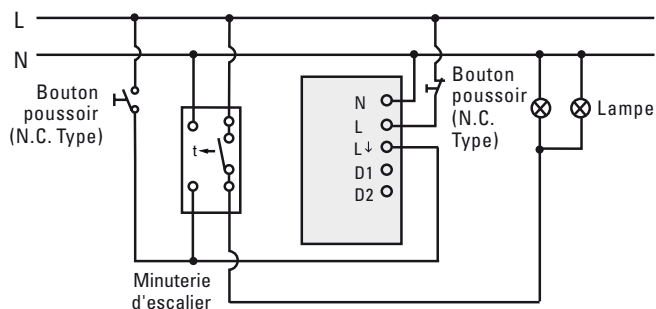 L
N
Bouton
poussoir
(N.C. Type)
t
N
L
L↓
D1
D2
Bouton
poussoir
(N.C.
Type)
Lampe
Minuterie
d'escalier